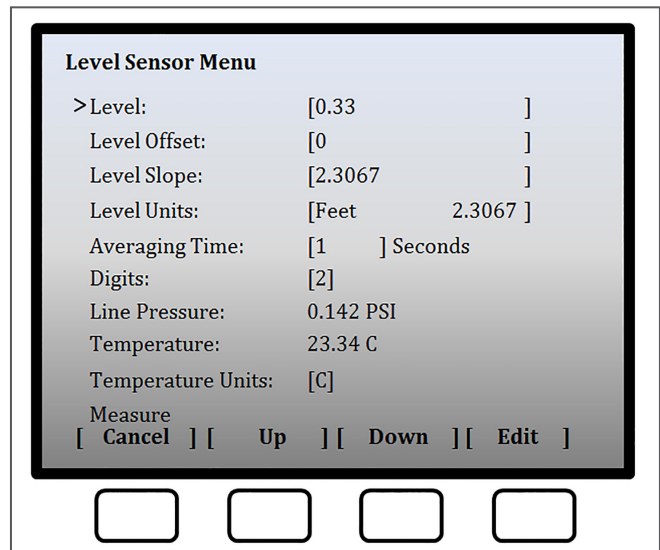 Level Sensor Menu
>Level: [0.33 ]
Level Offset: [0 ]
Level Slope: [2.3067 ]
Level Units: [Feet 2.3067 ]
Averaging Time: [1 ] Seconds
Digits: [2]
Line Pressure: 0.142 PSI
Temperature: 23.34 C
Temperature Units: [C]
Measure
[ Cancel ] [ Up ] [ Down ] [ Edit ]